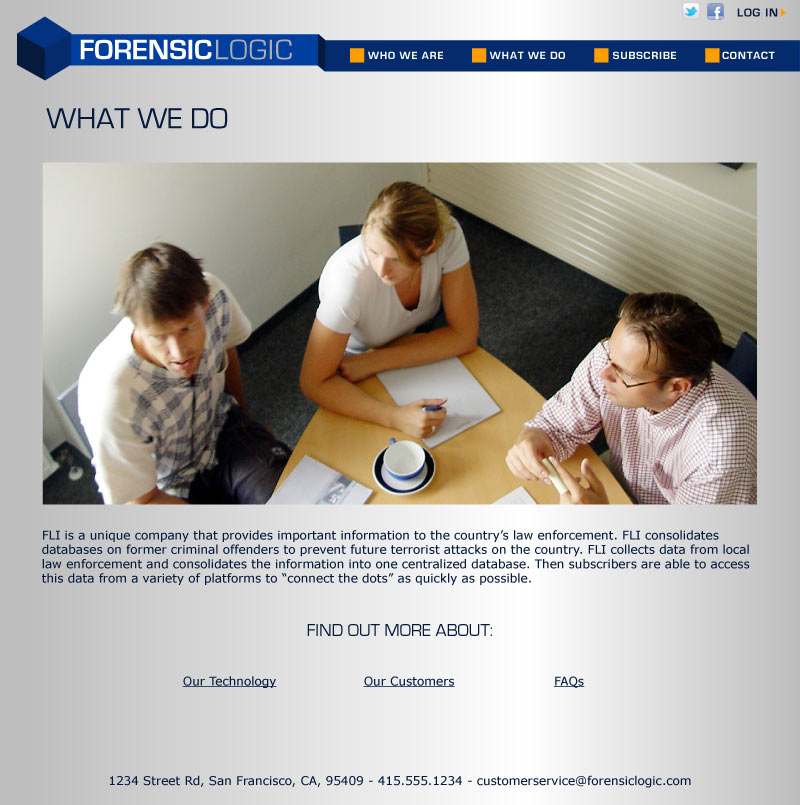 LOG IN
FORENSICLOGIC
WHO WE ARE WHAT WE DO SUBSCRIBE CONTACT
WHAT WE DO
FLI is a unique company that provides important information to the country’s law enforcement. FLI consolidates
databases on former criminal offenders to prevent future terrorist attacks on the country. FLI collects data from local
law enforcement and consolidates the information into one centralized database. Then subscribers are able to access
this data from a variety of platforms to “connect the dots” as quickly as possible.
FIND OUT MORE ABOUT:
Our Technology Our Customers FAQs
1234 Street Rd, San Francisco, CA, 95409 - 415.555.1234 - customerservice@forensiclogic.com